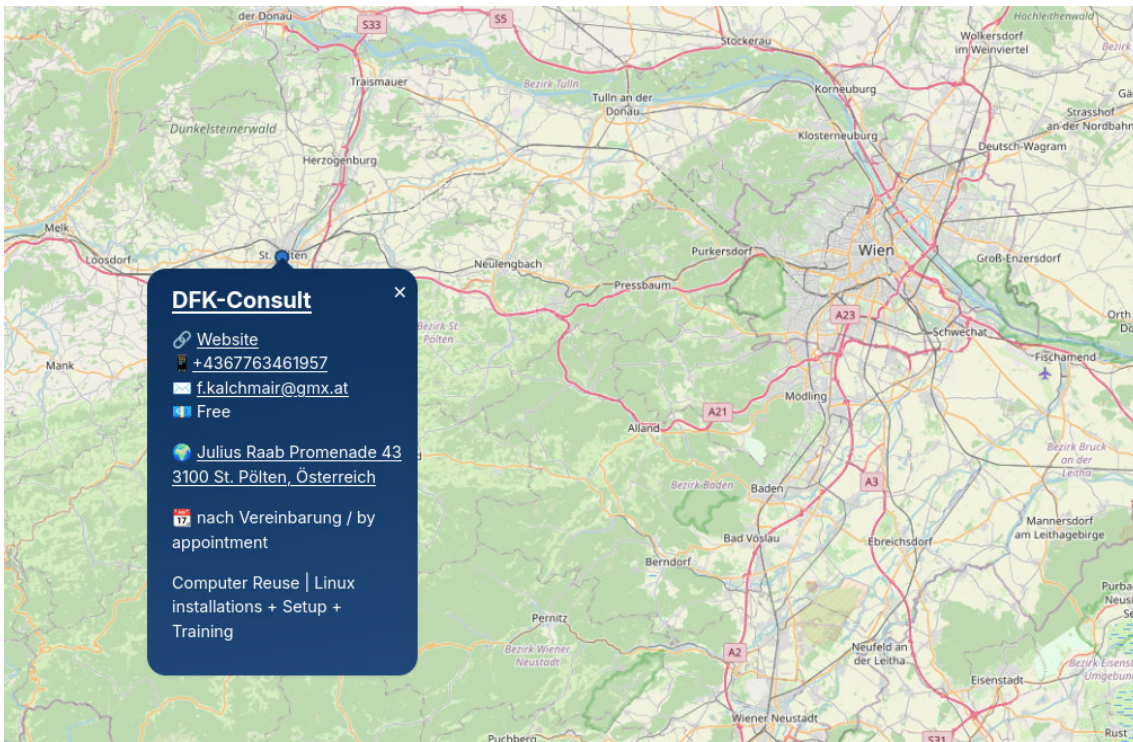 der Donau
S33
S5
Hochleithenwald
Stockerau
Wolkersdorf
im Weinviertel
Bezirk
Traismauer
Bezirk Tulln
Tulln an der
Donau
Korneuburg
Strasshof
an der Nordbahn
Dunkelsteinerwald
Klosterneuburg
Deutsch-Wagram
Herzogenburg
Melk
Loosdorf
Neulengbach
Purkersdorf
Wien
Groß-Enzersdorf
Pressbaum
DFK-Consult
×
🔗 Website
📱+4367763461957
✉️ f.kalchmair@gmx.at
💶 Free
🌍 Julius Raab Promenade 43
3100 St. Pölten, Österreich
📆 nach Vereinbarung / by
appointment
Computer Reuse | Linux
installations + Setup +
Training
Bezirk St
Pölten
A23
Schwechat
Orth
Fischamend
Mank
Mödling
A21
Alland
Bezirk Bruck
an der
Leitha
Bezirk Baden
Baden
A3
Mannersdorf
am Leithagebirge
Bad Vöslau
Ebreichsdorf
Berndorf
Pernitz
Bezirk Wiener
Neustadt
A2
Neufeld an
der Leitha
Eisenstadt
Bezirk Eisenst
Umgebun
Wiener Neustadt
Puchberg
S31
Rust